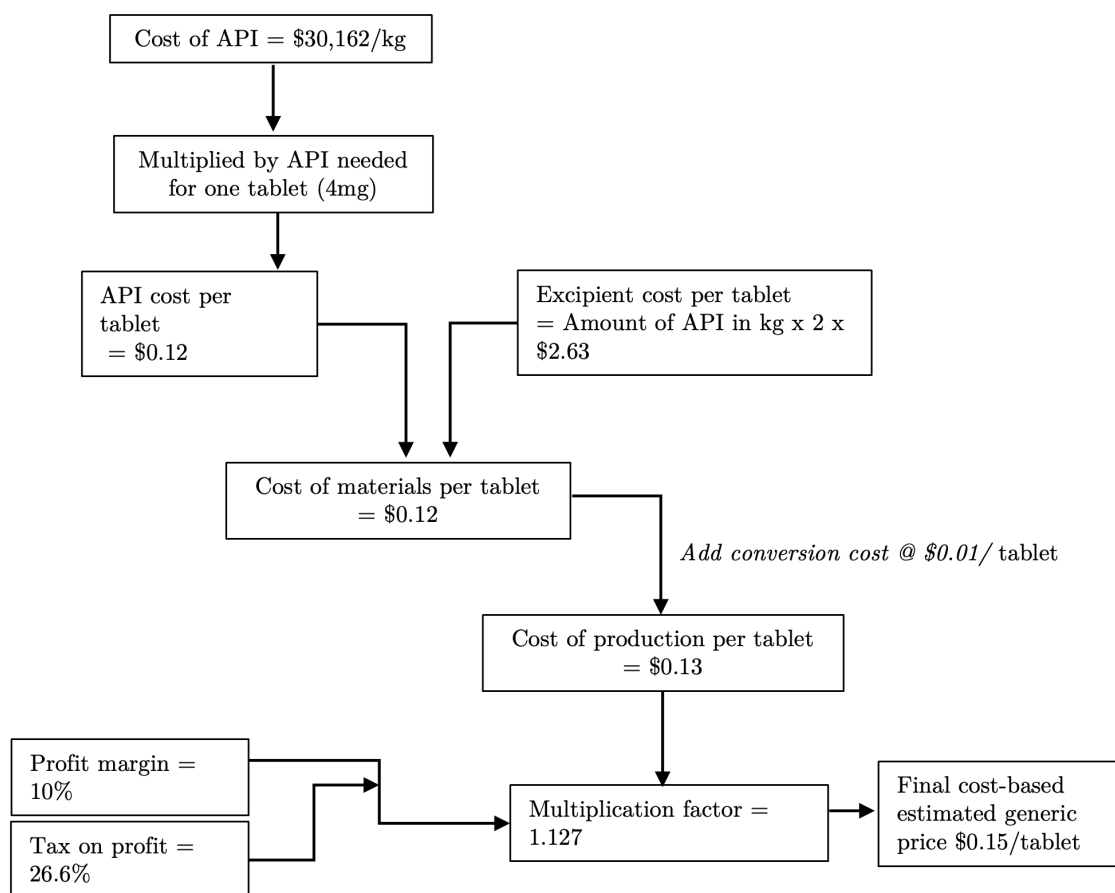 Cost of API = $30,162/kg
Multiplied by API needed
for one tablet (4mg)
API cost per
tablet
= $0.12
Excipient cost per tablet
= Amount of API in kg x 2 x
$2.63
Cost of materials per tablet
= $0.12
Add conversion cost @ $0.01/ tablet
Cost of production per tablet
= $0.13
Profit margin =
10%
Tax on profit =
26.6%
Multiplication factor =
1.127
Final cost-based
estimated generic
price $0.15/tablet